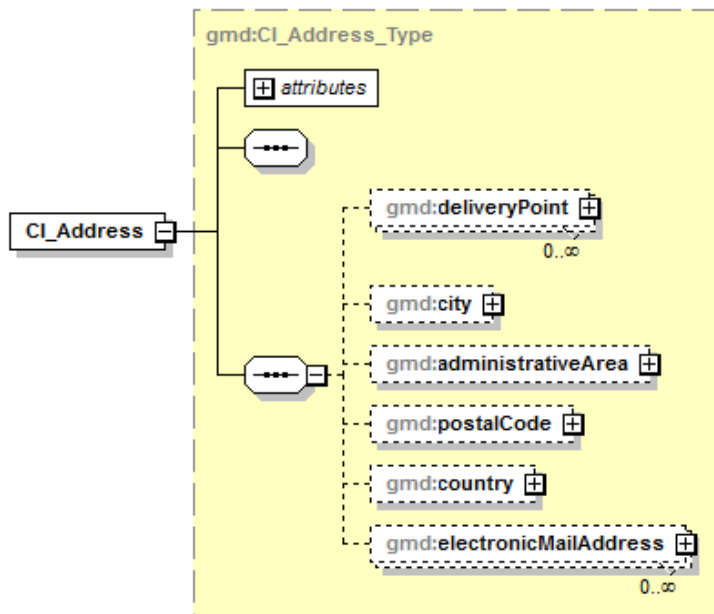 gmd:CI_Address_Type
attributes
CI_Address
gmd:deliveryPoint
0..∞
gmd:city
gmd:administrativeArea
gmd:postalCode
gmd:country
gmd:electronicMailAddress
0..∞